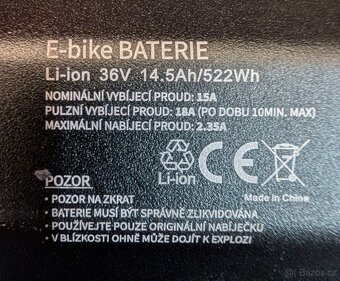 E-bike BATERIE
Li-ion 36V 14.5Ah/522Wh
NOMINÁLNÍ VYBÍJECÍ PROUD: 15A
PULZNÍ VYBÍJECÍ PROUD: 18A (PO DOBU 10MIN. MAX)
MAXIMÁLNÍ NABÍJECÍ PROUD: 2.35A
Li-ion
Made in China
POZOR
• POZOR NA ZKRAT
• BATERIE MUSÍ BÝT SPRÁVNĚ ZLIKVIDOVÁNA
• POUŽÍVEJTE POUZE ORIGINÁLNÍ NABÍJEČKU
• V BLÍZKOSTI OHNĚ MŮŽE DOJÍT K EXPLOZI
Bazoš.cz